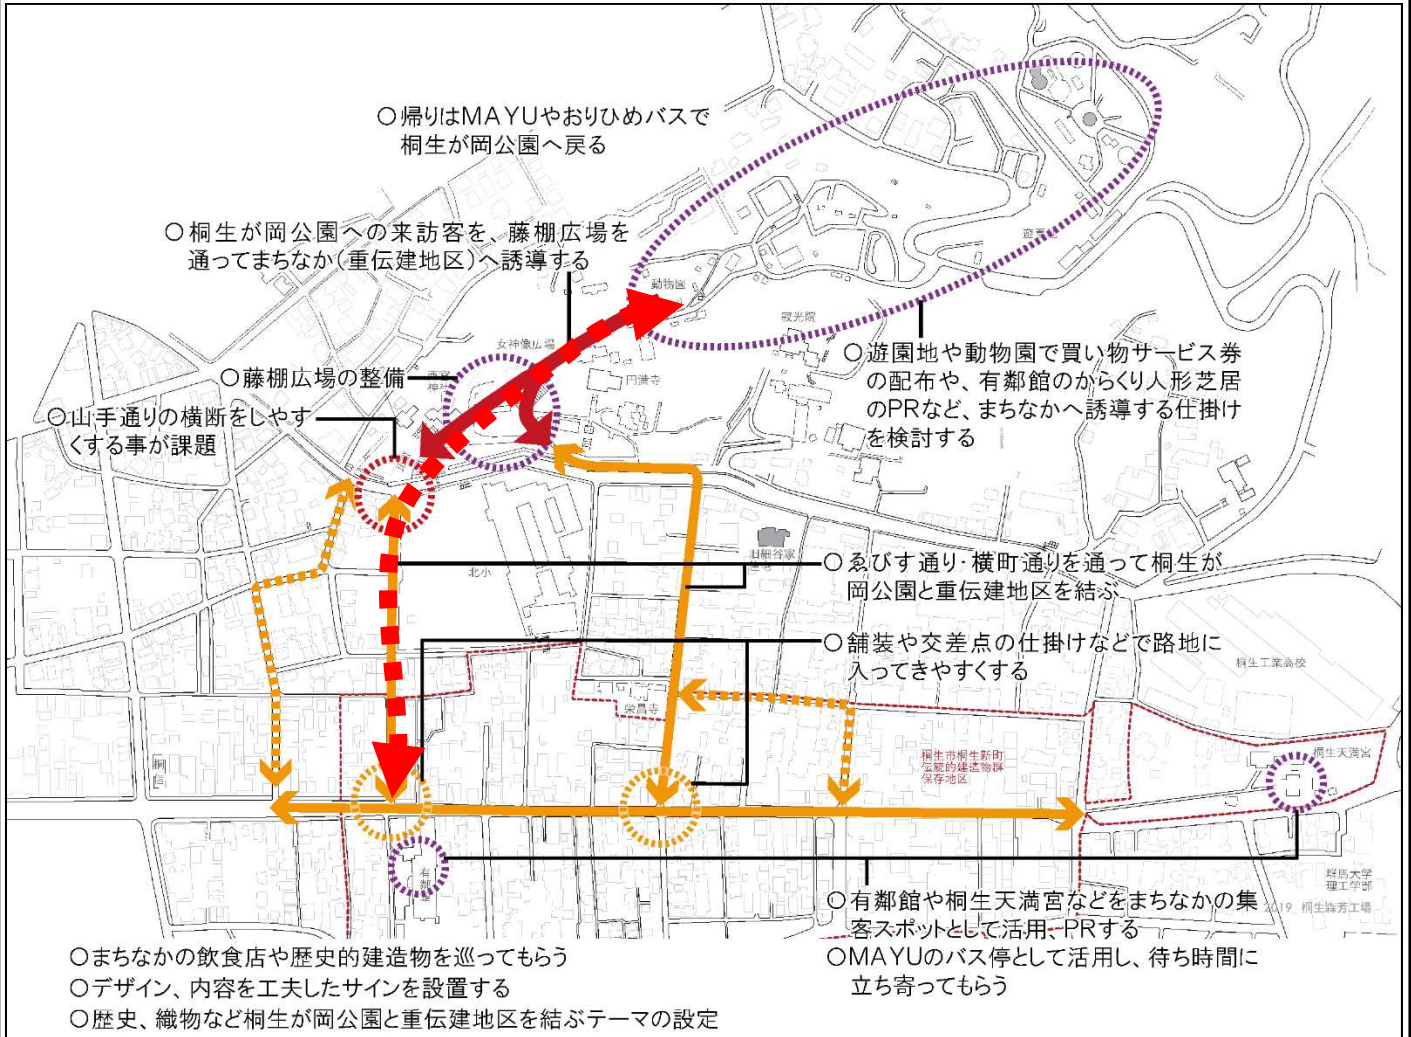 ○帰りはMAYUやおりひめバスで
桐生が岡公園へ戻る
○桐生が岡公園への来訪客を、藤棚広場を
通ってまちなか(重伝建地区)へ誘導する
遊園地
動物園
女神像広場
円満寺
○藤棚広場の整備
○山手通りの横断をしやす
くする事が課題
○遊園地や動物園で買い物サービス券
の配布や、有鄰館のからくり人形芝居
のPRなど、まちなかへ誘導する仕掛け
を検討する
北小
○ゑびす通り・横町通りを通って桐生が
岡公園と重伝建地区を結ぶ
○舗装や交差点の仕掛けなどで路地に
入ってきやすくする
桐生工業高校
栄昌寺
桐生市桐生新町
伝統的建造物群
保存地区
桐生天満宮
桐信
群馬大学
理工学部
2019 桐生森芳工場
○有鄰館や桐生天満宮などをまちなかの集
客スポットとして活用、PRする
○MAYUのバス停として活用し、待ち時間に
立ち寄ってもらう
○まちなかの飲食店や歴史的建造物を巡ってもらう
○デザイン、内容を工夫したサインを設置する
○歴史、織物など桐生が岡公園と重伝建地区を結ぶテーマの設定